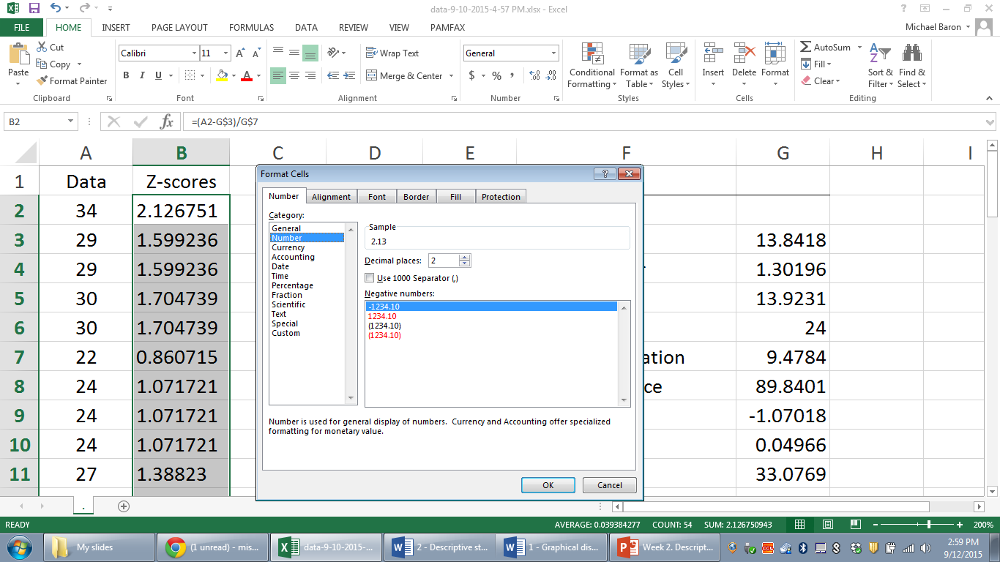 data-9-10-2015-4-57 PM.xlsx - Excel
?
FILE HOME INSERT PAGE LAYOUT FORMULAS DATA REVIEW VIEW PAMFAX
Michael Baron
Paste
Cut
Copy
Format Painter
Clipboard
Calibri 11 A A
B I U A
Font
Wrap Text
Merge & Center
Alignment
General
$ % , .00 .0
Number
Conditional Formatting
Format as Table
Cell Styles
Styles
Insert Delete Format
Cells
AutoSum
Fill
Clear
Sort & Filter
Find & Select
Editing
B2 fx =(A2-G$3)/G$7
A B C D E F G H I
1 Data Z-scores
2 34 2.126751
3 29 1.599236 13.8418
4 29 1.599236 1.30196
5 30 1.704739 13.9231
6 30 1.704739 24
7 22 0.860715 ation 9.4784
8 24 1.071721 ce 89.8401
9 24 1.071721 -1.07018
10 24 1.071721 0.04966
11 27 1.38823 33.0769
Format Cells
?
Number Alignment Font Border Fill Protection
Category:
General
Number
Currency
Accounting
Date
Time
Percentage
Fraction
Scientific
Text
Special
Custom
Sample
2.13
Decimal places: 2
Use 1000 Separator (,)
Negative numbers:
-1234.10
1234.10
(1234.10)
(1234.10)
Number is used for general display of numbers.  Currency and Accounting offer specialized
formatting for monetary value.
OK Cancel
.
READY AVERAGE: 0.039384277 COUNT: 54 SUM: 2.126750943 200%
My slides
(1 unread) - mis...
data-9-10-2015-...
2 - Descriptive st...
1 - Graphical dis...
Week 2. Descript...
2:59 PM
9/12/2015